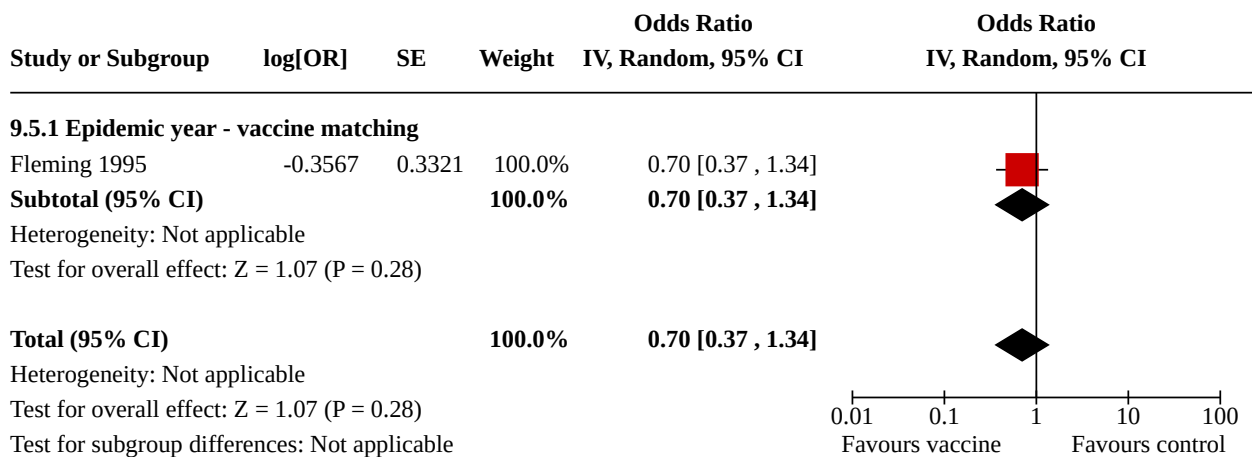 Odds Ratio Odds Ratio
Study or Subgroup log[OR] SE Weight IV, Random, 95% CI IV, Random, 95% CI
9.5.1 Epidemic year - vaccine matching
Fleming 1995 -0.3567 0.3321 100.0% 0.70 [0.37 , 1.34]
Subtotal (95% CI) 100.0% 0.70 [0.37 , 1.34]
Heterogeneity: Not applicable
Test for overall effect: Z = 1.07 (P = 0.28)
Total (95% CI) 100.0% 0.70 [0.37 , 1.34]
Heterogeneity: Not applicable
Test for overall effect: Z = 1.07 (P = 0.28) 0.01 0.1 1 10 100
Test for subgroup differences: Not applicable Favours vaccine Favours control